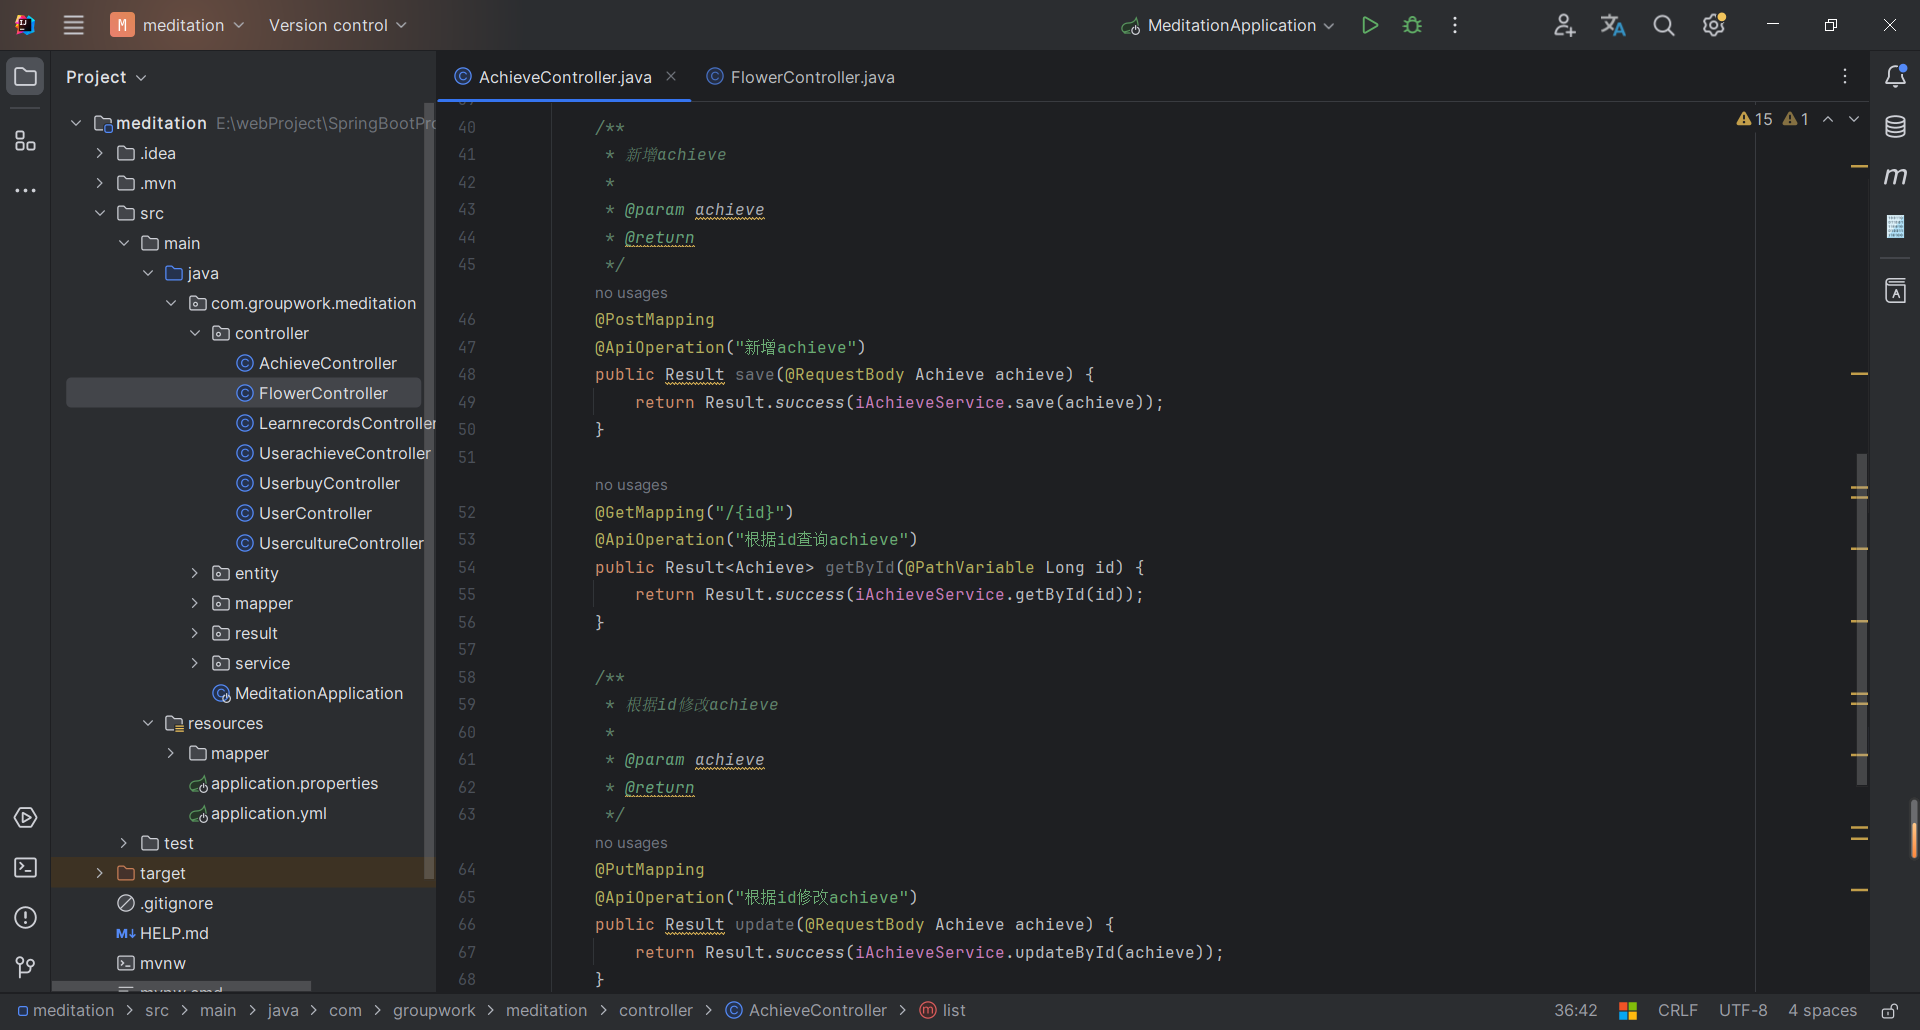 M meditation Version control MeditationApplication
Project
AchieveController.java FlowerController.java
meditation E:\webProject\SpringBootPro
.idea
.mvn
src
main
java
com.groupwork.meditation
controller
AchieveController
FlowerController
LearnrecordsController
UserachieveController
UserbuyController
UserController
UsercultureController
entity
mapper
result
service
MeditationApplication
resources
mapper
application.properties
application.yml
test
target
.gitignore
M↓ HELP.md
mvnw
mvnw.cmd
15 1
40 /**
41 * 新增achieve
42 *
43 * @param achieve
44 * @return
45 */
no usages
46 @PostMapping
47 @ApiOperation("新增achieve")
48 public Result save(@RequestBody Achieve achieve) {
49 return Result.success(iAchieveService.save(achieve));
50 }
51
no usages
52 @GetMapping("/{id}")
53 @ApiOperation("根据id查询achieve")
54 public Result<Achieve> getById(@PathVariable Long id) {
55 return Result.success(iAchieveService.getById(id));
56 }
57
58 /**
59 * 根据id修改achieve
60 *
61 * @param achieve
62 * @return
63 */
no usages
64 @PutMapping
65 @ApiOperation("根据id修改achieve")
66 public Result update(@RequestBody Achieve achieve) {
67 return Result.success(iAchieveService.updateById(achieve));
68 }
meditation > src > main > java > com > groupwork > meditation > controller > AchieveController > list
36:42 CRLF UTF-8 4 spaces